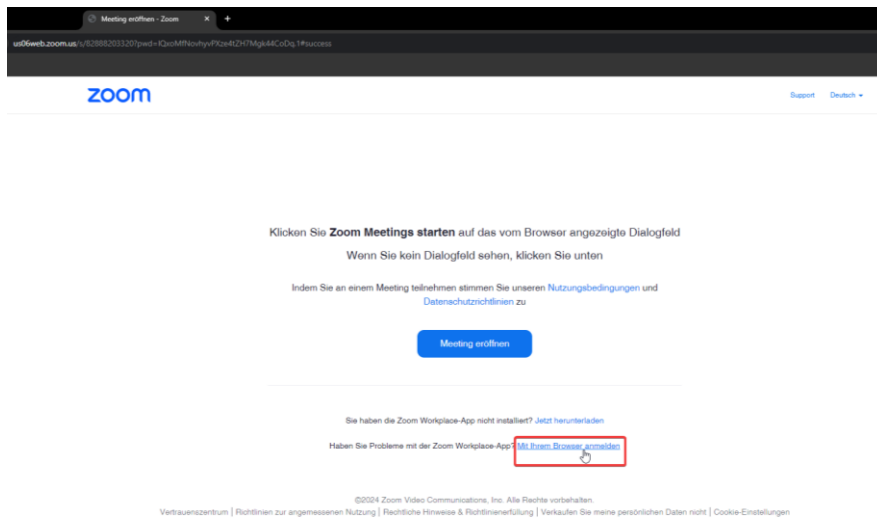 Meeting eröffnen - Zoom
zoom
Support Deutsch
Klicken Sie Zoom Meetings starten auf das vom Browser angezeigte Dialogfeld
Wenn Sie kein Dialogfeld sehen, klicken Sie unten
Indem Sie an einem Meeting teilnehmen stimmen Sie unseren Nutzungsbedingungen und
Datenschutzrichtlinien zu
Meeting eröffnen
Sie haben die Zoom Workplace-App nicht installiert? Jetzt herunterladen
Haben Sie Probleme mit der Zoom Workplace-App? Mit Ihrem Browser anmelden
©2024 Zoom Video Communications, Inc. Alle Rechte vorbehalten.
Vertrauenszentrum | Richtlinien zur angemessenen Nutzung | Rechtliche Hinweise & Richtlinienerfüllung | Verkaufen Sie meine persönlichen Daten nicht | Cookie-Einstellungen